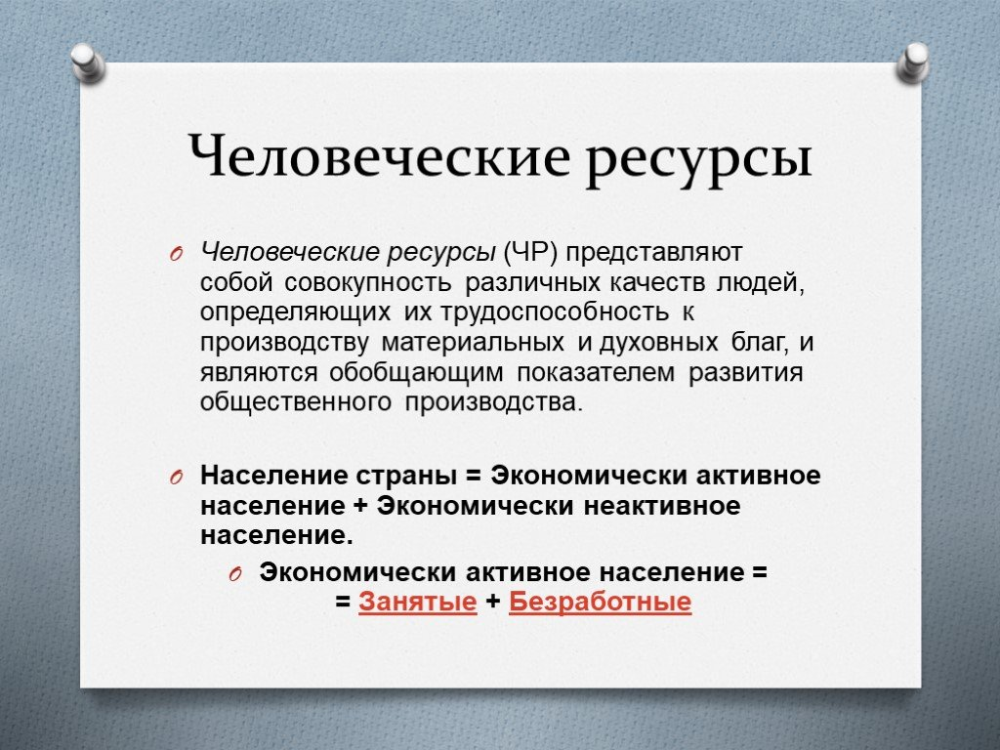 Человеческие ресурсы
Человеческие ресурсы (ЧР) представляют
собой совокупность различных качеств людей,
определяющих их трудоспособность к
производству материальных и духовных благ, и
являются обобщающим показателем развития
общественного производства.
Население страны = Экономически активное
население + Экономически неактивное
население.
Экономически активное население =
= Занятые + Безработные